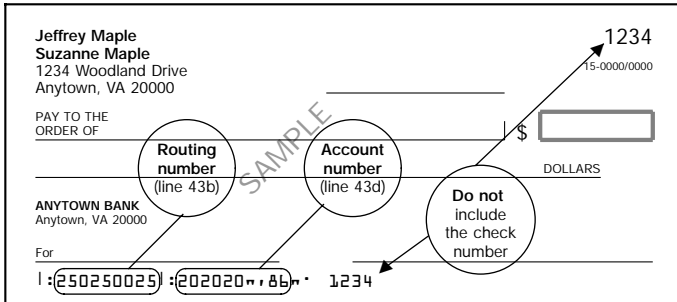 Jeffrey Maple
1234
Suzanne Maple
1234 Woodland Drive
15-0000/0000
Anytown, VA 20000
PAY TO THE
ORDER OF
$
SAMPLE
Routing
number
(line 43b)
Account
number
(line 43d)
DOLLARS
Do not
include
the check
number
ANYTOWN BANK
Anytown, VA 20000
For
|:250250025|:202020"'86"' 1234